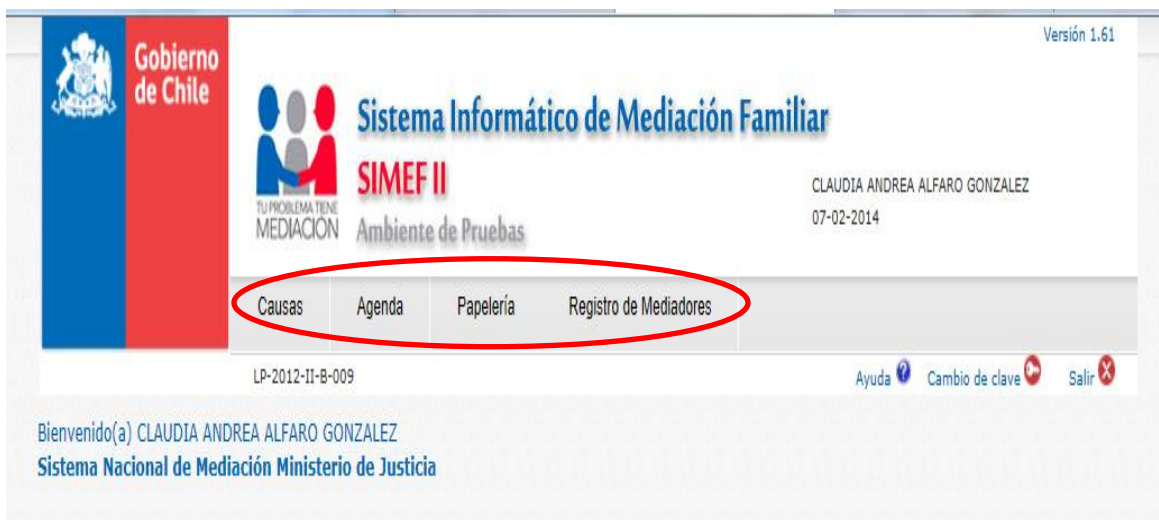 Versión 1.61
Gobierno
de Chile
Sistema Informático de Mediación Familiar
SIMEF II
CLAUDIA ANDREA ALFARO GONZALEZ
07-02-2014
TU PROBLEMA TIENE
MEDIACIÓN
Ambiente de Pruebas
Causas Agenda Papelería Registro de Mediadores
LP-2012-II-B-009 Ayuda Cambio de clave Salir
Bienvenido(a) CLAUDIA ANDREA ALFARO GONZALEZ
Sistema Nacional de Mediación Ministerio de Justicia